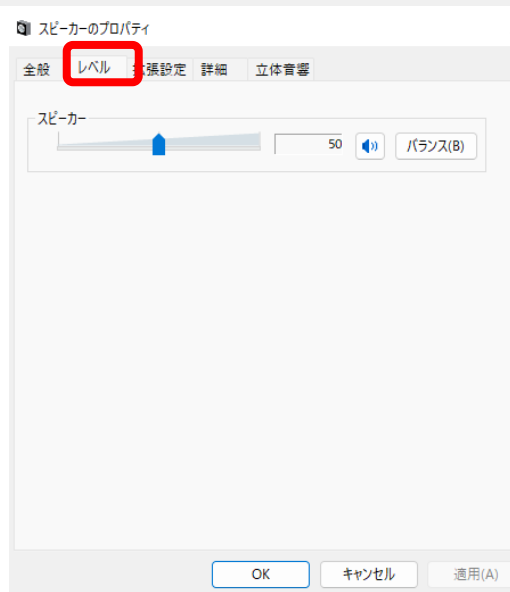 スピーカーのプロパティ
全般 レベル 張設定 詳細 立体音響
スピーカー
50 バランス(B)
OK キャンセル 適用(A)